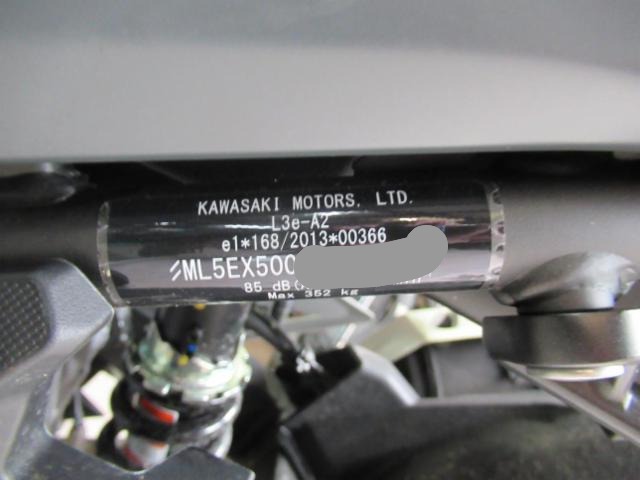 KAWASAKI MOTORS, LTD.
L3e-A2
e1*168/2013*00366
ML5EX500
85 dB
Max 352 kg